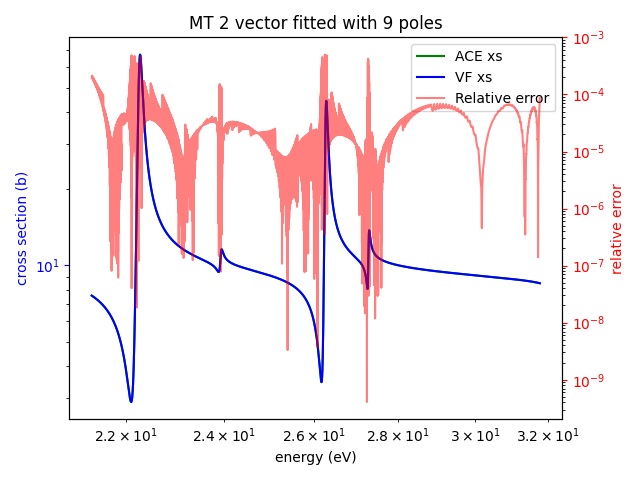 MT 2 vector fitted with 9 poles
ACE xs
VF xs
Relative error
cross section (b)
10¹
10⁻³
10⁻⁴
10⁻⁵
10⁻⁶
10⁻⁷
10⁻⁸
10⁻⁹
relative error
2.2 × 10¹ 2.4 × 10¹ 2.6 × 10¹ 2.8 × 10¹ 3 × 10¹ 3.2 × 10¹
energy (eV)